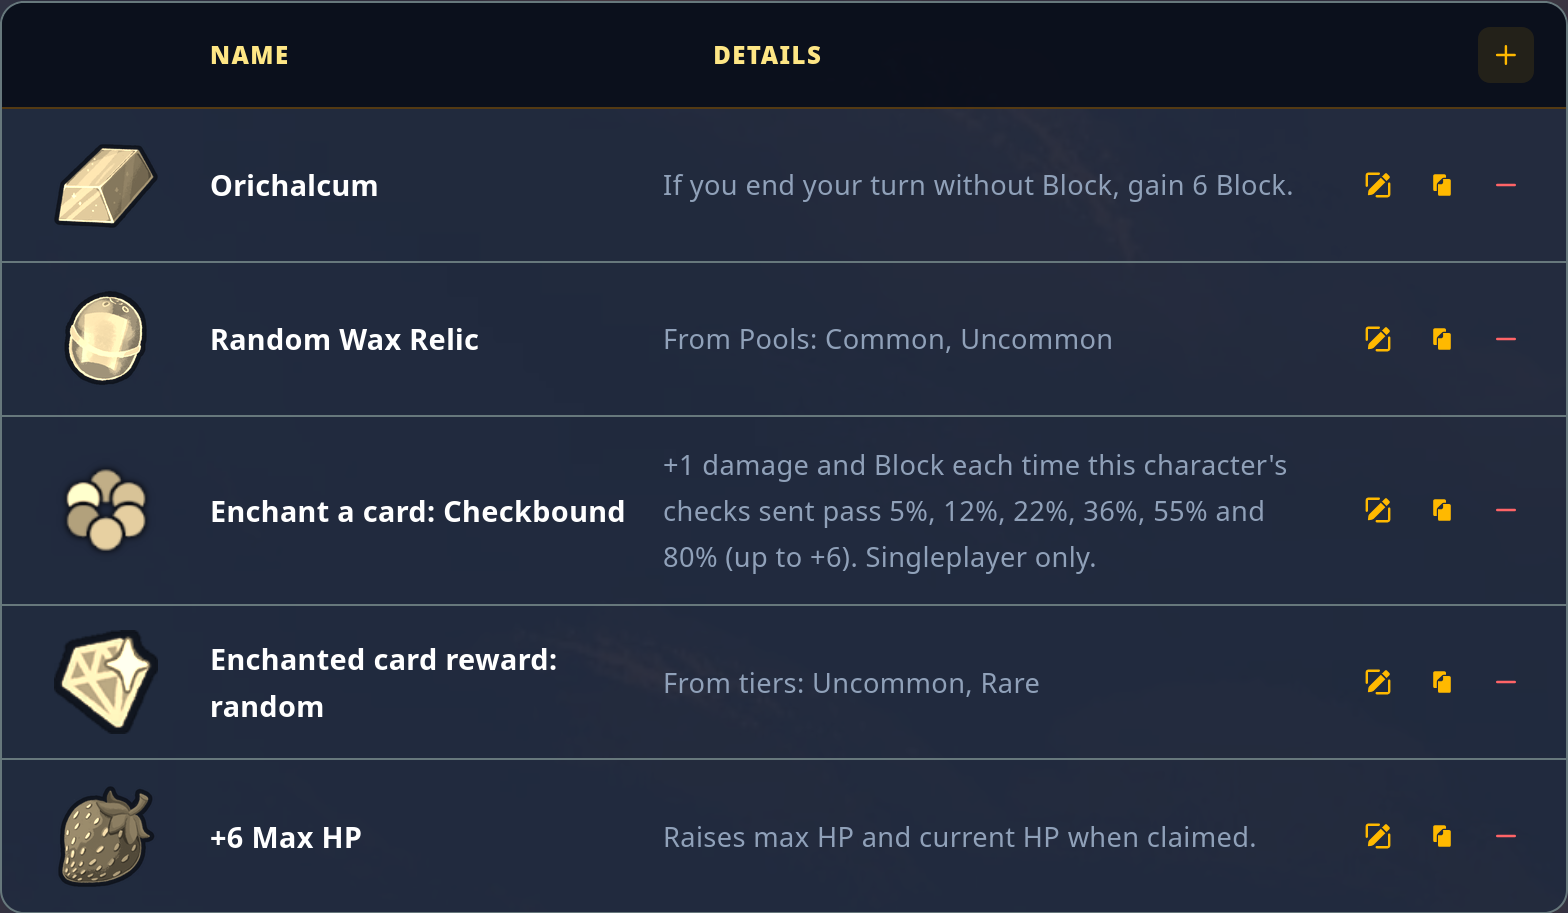 NAME DETAILS
Orichalcum
If you end your turn without Block, gain 6 Block.
Random Wax Relic
From Pools: Common, Uncommon
Enchant a card: Checkbound
+1 damage and Block each time this character's
checks sent pass 5%, 12%, 22%, 36%, 55% and
80% (up to +6). Singleplayer only.
Enchanted card reward:
random
From tiers: Uncommon, Rare
+6 Max HP
Raises max HP and current HP when claimed.